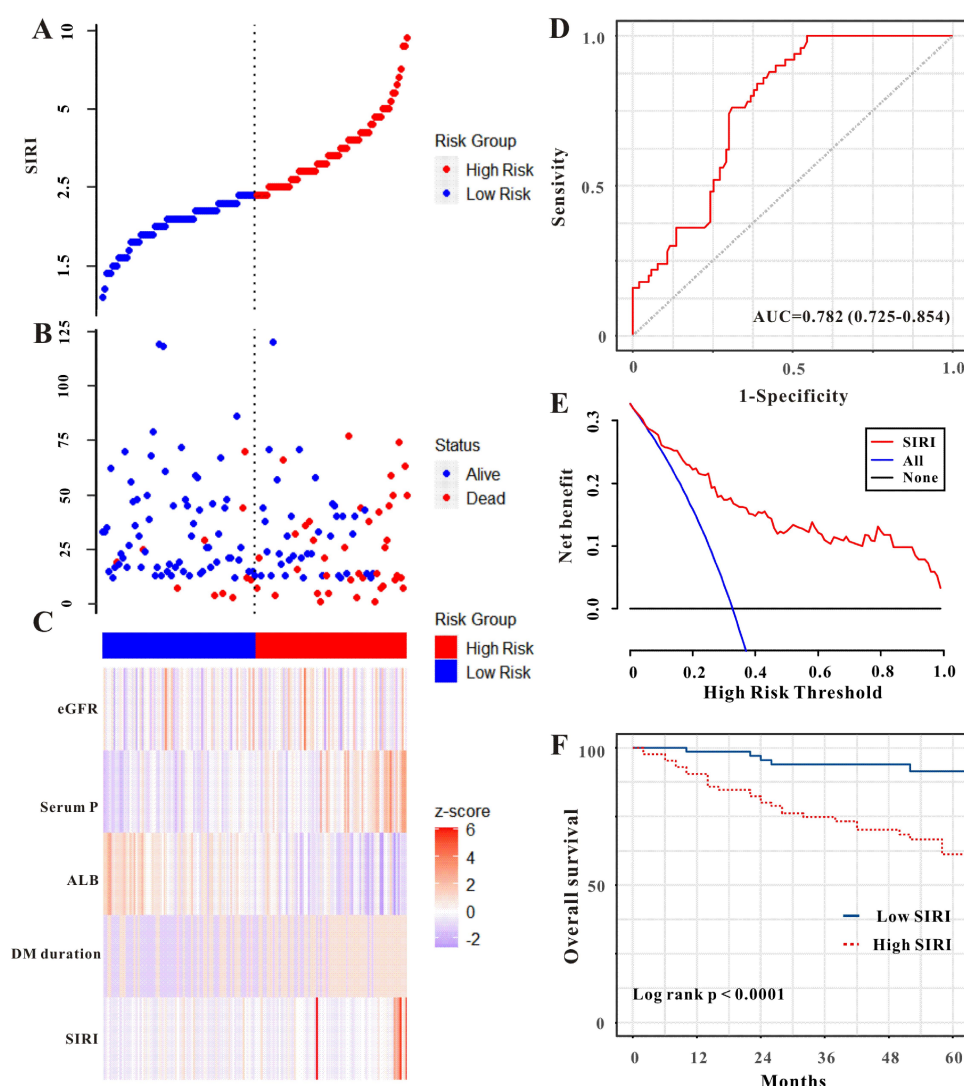 A
10
5
2.5
1.5
SIRI
Risk Group
High Risk
Low Risk
B
125
100
75
50
25
0
Status
Alive
Dead
C
Risk Group
High Risk
Low Risk
eGFR
Serum P
ALB
DM duration
SIRI
z-score
6
4
2
0
-2
D
1.0
0.5
0
Sensivity
AUC=0.782 (0.725-0.854)
0 0.5 1.0
1-Specificity
E
0.3
0.2
0.1
0.0
Net benefit
SIRI
All
None
0.0 0.2 0.4 0.6 0.8 1.0
High Risk Threshold
F
100
50
0
Overall survival
Low SIRI
High SIRI
Log rank p < 0.0001
0 12 24 36 48 60
Months